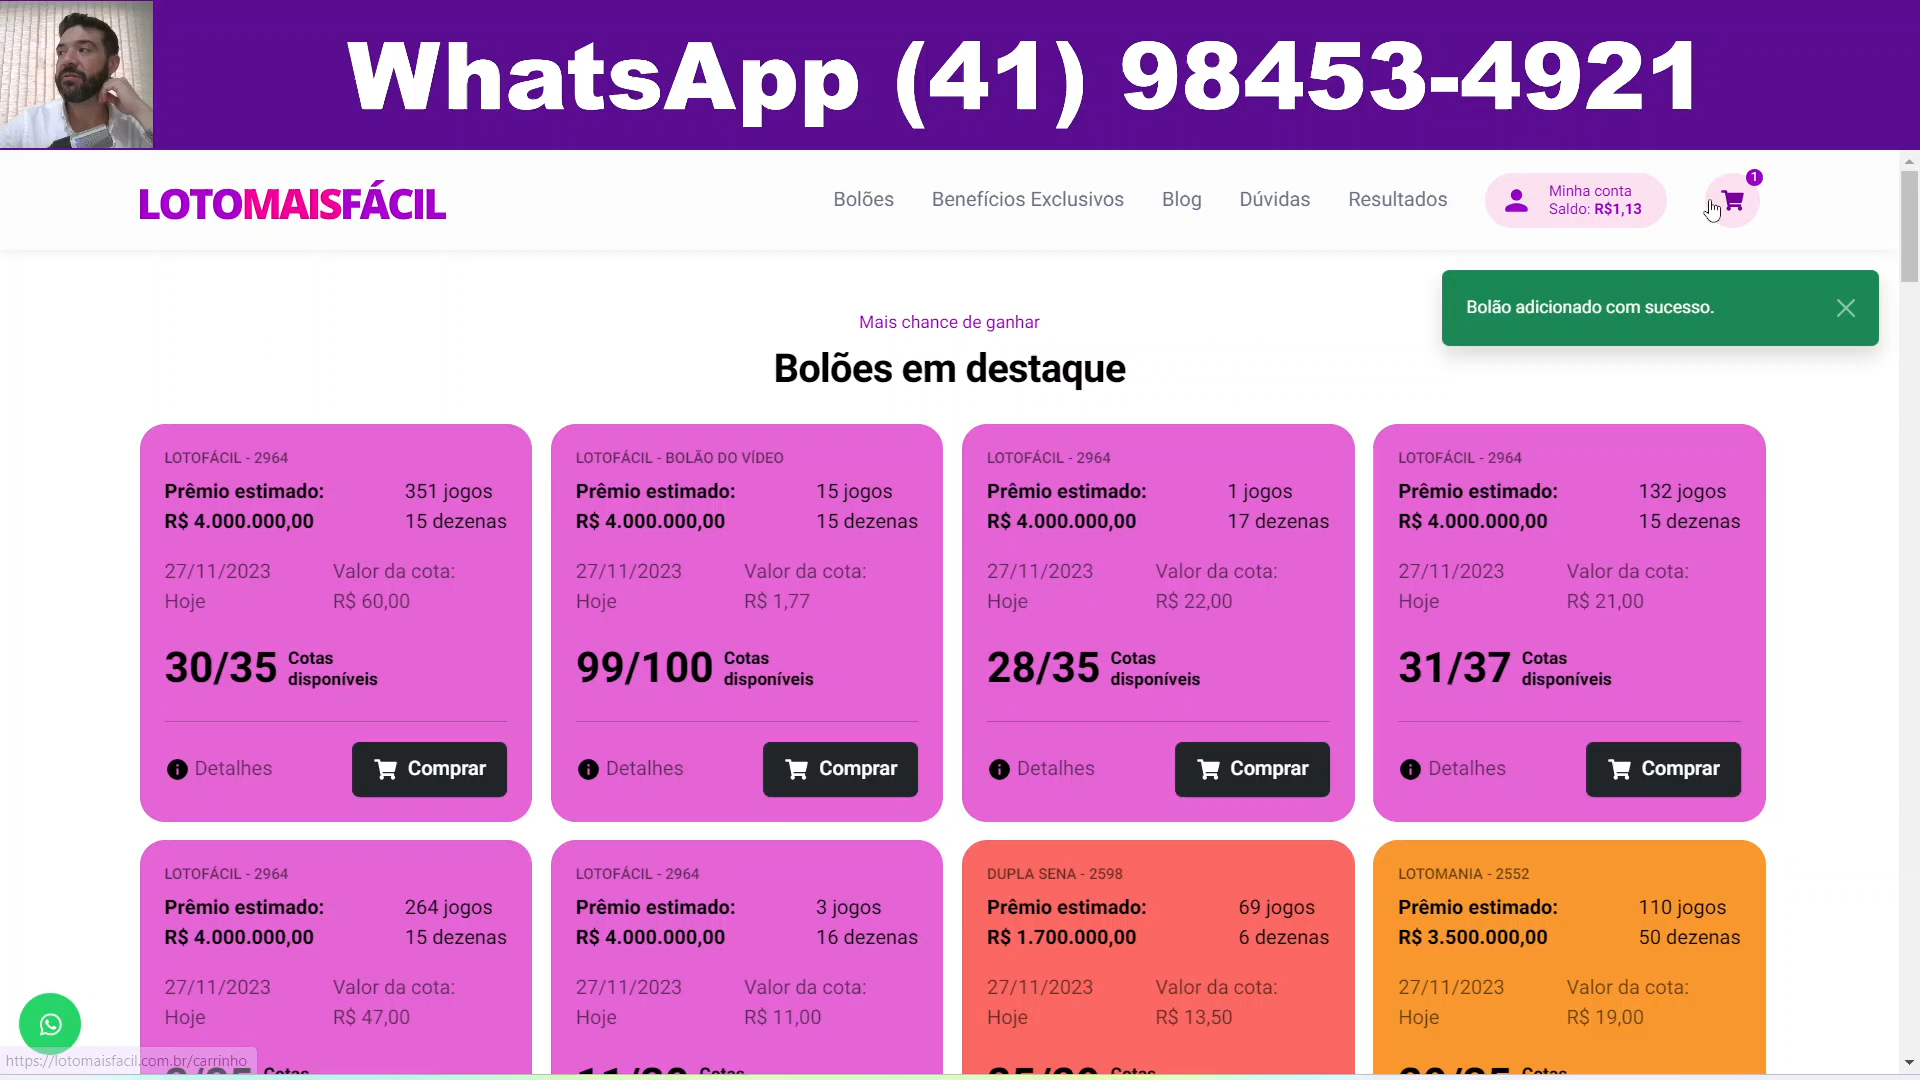 WhatsApp (41) 98453-4921
LOTOMAISFÁCIL
Bolões
Benefícios Exclusivos
Blog
Dúvidas
Resultados
Minha conta
Saldo: R$1,13
1
Bolão adicionado com sucesso.
Mais chance de ganhar
Bolões em destaque
LOTOFÁCIL - 2964
Prêmio estimado: 351 jogos
R$ 4.000.000,00 15 dezenas
27/11/2023 Valor da cota:
Hoje R$ 60,00
30/35 Cotas disponíveis
Detalhes Comprar
LOTOFÁCIL - BOLÃO DO VÍDEO
Prêmio estimado: 15 jogos
R$ 4.000.000,00 15 dezenas
27/11/2023 Valor da cota:
Hoje R$ 1,77
99/100 Cotas disponíveis
Detalhes Comprar
LOTOFÁCIL - 2964
Prêmio estimado: 1 jogos
R$ 4.000.000,00 17 dezenas
27/11/2023 Valor da cota:
Hoje R$ 22,00
28/35 Cotas disponíveis
Detalhes Comprar
LOTOFÁCIL - 2964
Prêmio estimado: 132 jogos
R$ 4.000.000,00 15 dezenas
27/11/2023 Valor da cota:
Hoje R$ 21,00
31/37 Cotas disponíveis
Detalhes Comprar
LOTOFÁCIL - 2964
Prêmio estimado: 264 jogos
R$ 4.000.000,00 15 dezenas
27/11/2023 Valor da cota:
Hoje R$ 47,00
Cotas
LOTOFÁCIL - 2964
Prêmio estimado: 3 jogos
R$ 4.000.000,00 16 dezenas
27/11/2023 Valor da cota:
Hoje R$ 11,00
Cotas
DUPLA SENA - 2598
Prêmio estimado: 69 jogos
R$ 1.700.000,00 6 dezenas
27/11/2023 Valor da cota:
Hoje R$ 13,50
Cotas
LOTOMANIA - 2552
Prêmio estimado: 110 jogos
R$ 3.500.000,00 50 dezenas
27/11/2023 Valor da cota:
Hoje R$ 19,00
Cotas
https://lotomaisfacil.com.br/carrinho